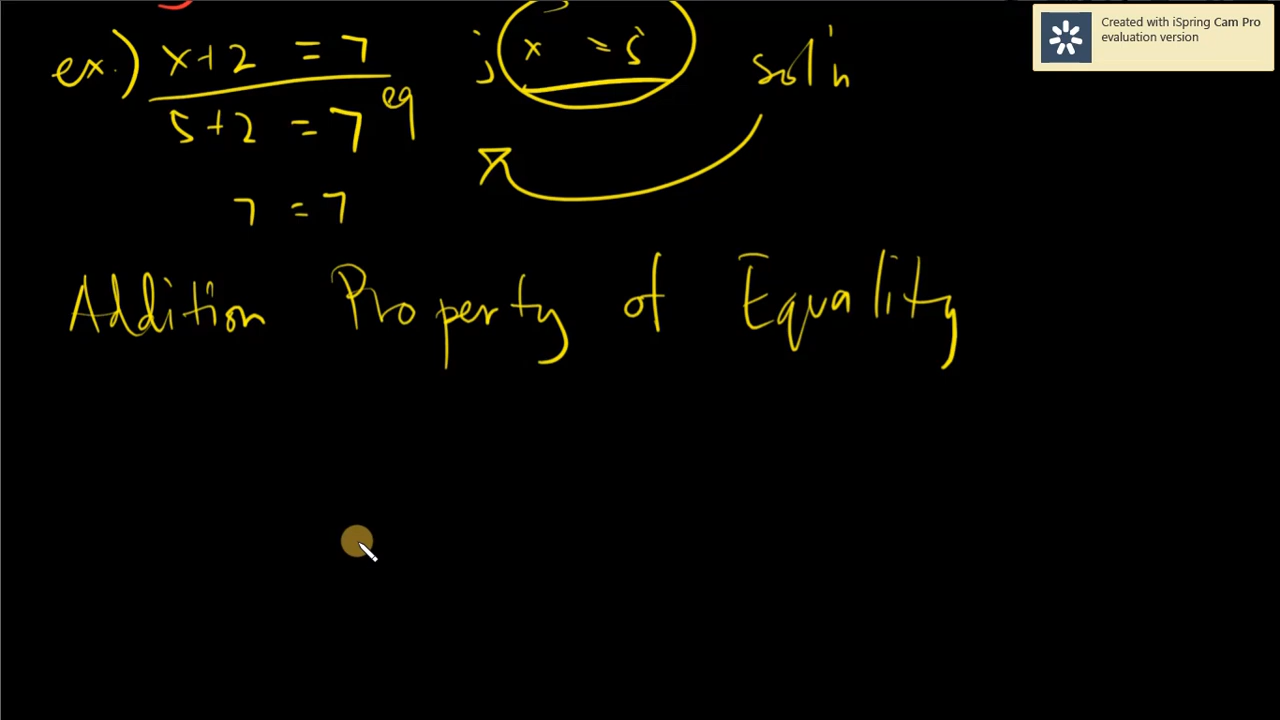 ex.) x+2 = 7 ; x = 5 sol'n
5+2 = 7 eq
7 = 7
Addition Property of Equality
Created with iSpring Cam Pro
evaluation version